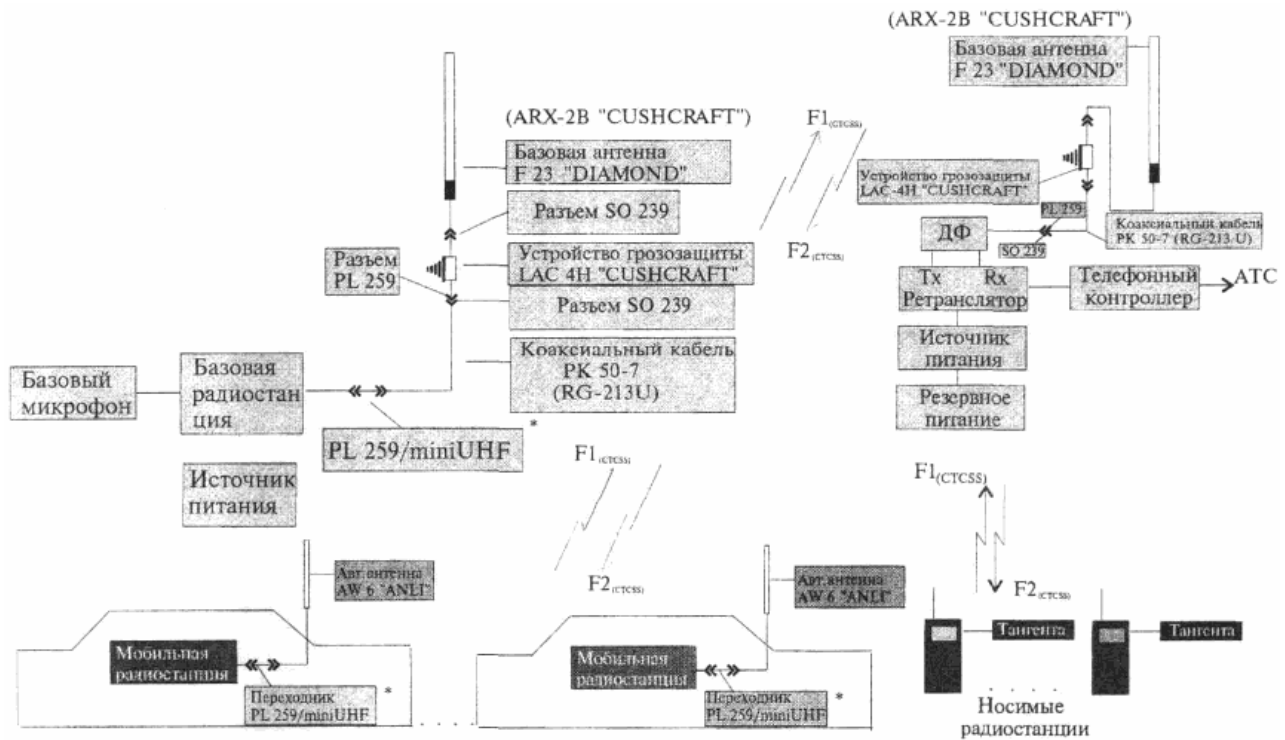 (ARX-2B "CUSHCRAFT")
Базовая антенна
F 23 "DIAMOND"
Разъем SO 239
Разъем
PL 259
Устройство грозозащиты
LAC 4H "CUSHCRAFT"
Разъем SO 239
Коаксиальный кабель
РК 50-7
(RG-213U)
Базовый
микрофон
Базовая
радиостан
ция
PL 259/miniUHF *
Источник
питания
F1(CTCSS)
F2(CTCSS)
(ARX-2B "CUSHCRAFT")
Базовая антенна
F 23 "DIAMOND"
Устройство грозозащиты
LAC-4H "CUSHCRAFT"
PL 259
SO 239
Коаксиальный кабель
РК 50-7 (RG-213 U)
ДФ
Tx Rx
Ретранслятор
Телефонный
контроллер
АТС
Источник
питания
Резервное
питание
F1(CTCSS)
F2(CTCSS)
F1(CTCSS)
F2(CTCSS)
Авт.антенна
AW 6 "ANLI"
Мобильная
радиостанция
Переходник *
PL 259/miniUHF
. . . . .
Авт.антенна
AW 6 "ANLI"
Мобильная
радиостанция
Переходник *
PL 259/miniUHF
Тангента
Тангента
. . . . .
Носимые
радиостанции